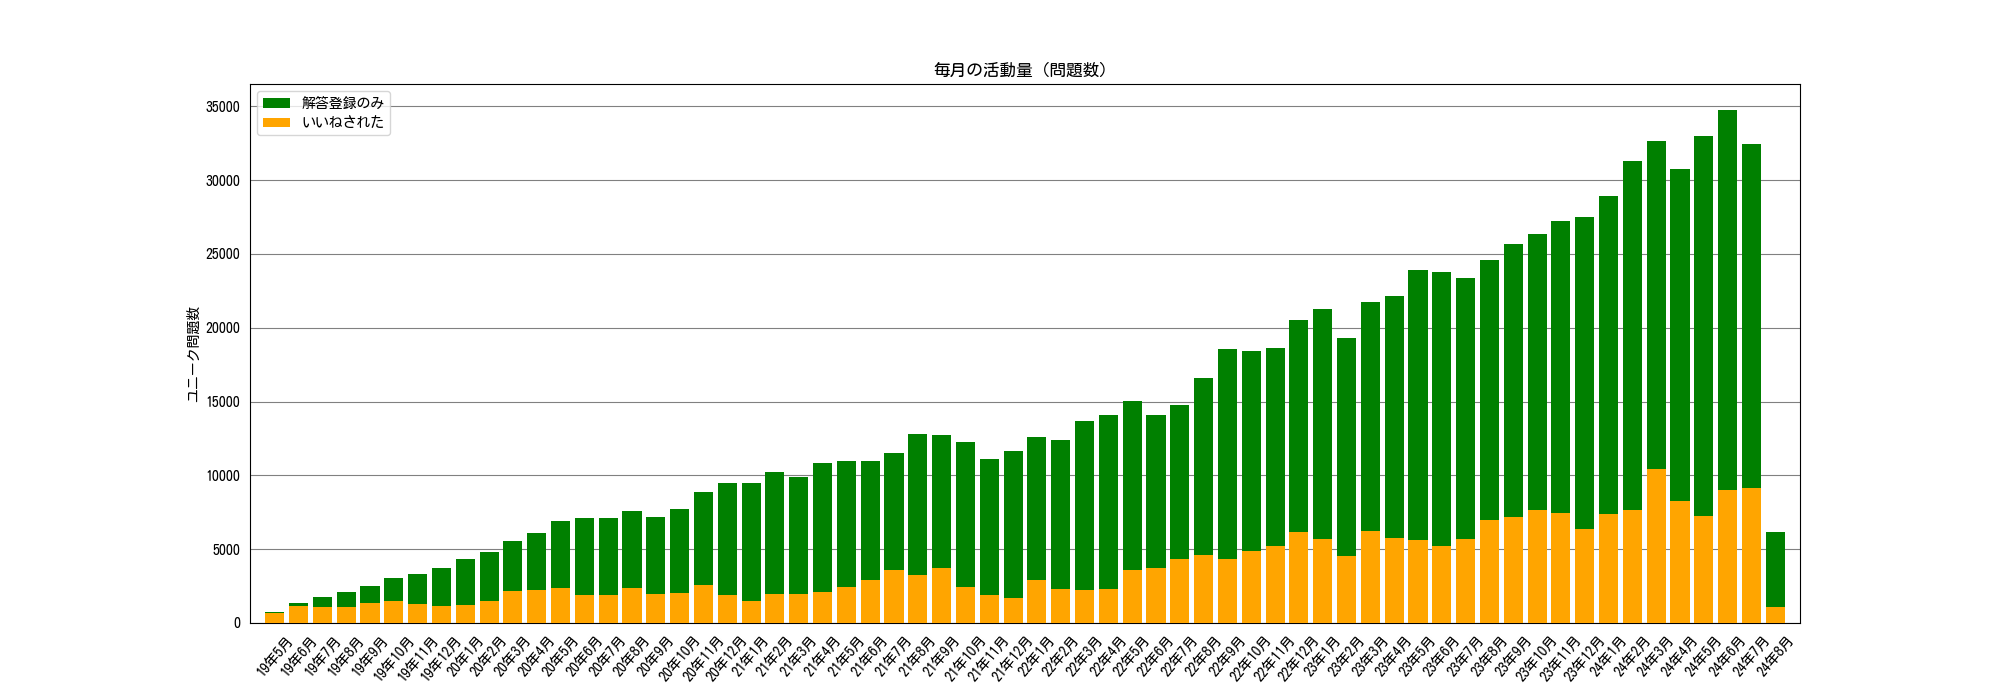 毎月の活動量（問題数）
解答登録のみ
いいねされた
ユニーク問題数
35000
30000
25000
20000
15000
10000
5000
0
19年5月
19年6月
19年7月
19年8月
19年9月
19年10月
19年11月
19年12月
20年1月
20年2月
20年3月
20年4月
20年5月
20年6月
20年7月
20年8月
20年9月
20年10月
20年11月
20年12月
21年1月
21年2月
21年3月
21年4月
21年5月
21年6月
21年7月
21年8月
21年9月
21年10月
21年11月
21年12月
22年1月
22年2月
22年3月
22年4月
22年5月
22年6月
22年7月
22年8月
22年9月
22年10月
22年11月
22年12月
23年1月
23年2月
23年3月
23年4月
23年5月
23年6月
23年7月
23年8月
23年9月
23年10月
23年11月
23年12月
24年1月
24年2月
24年3月
24年4月
24年5月
24年6月
24年7月
24年8月